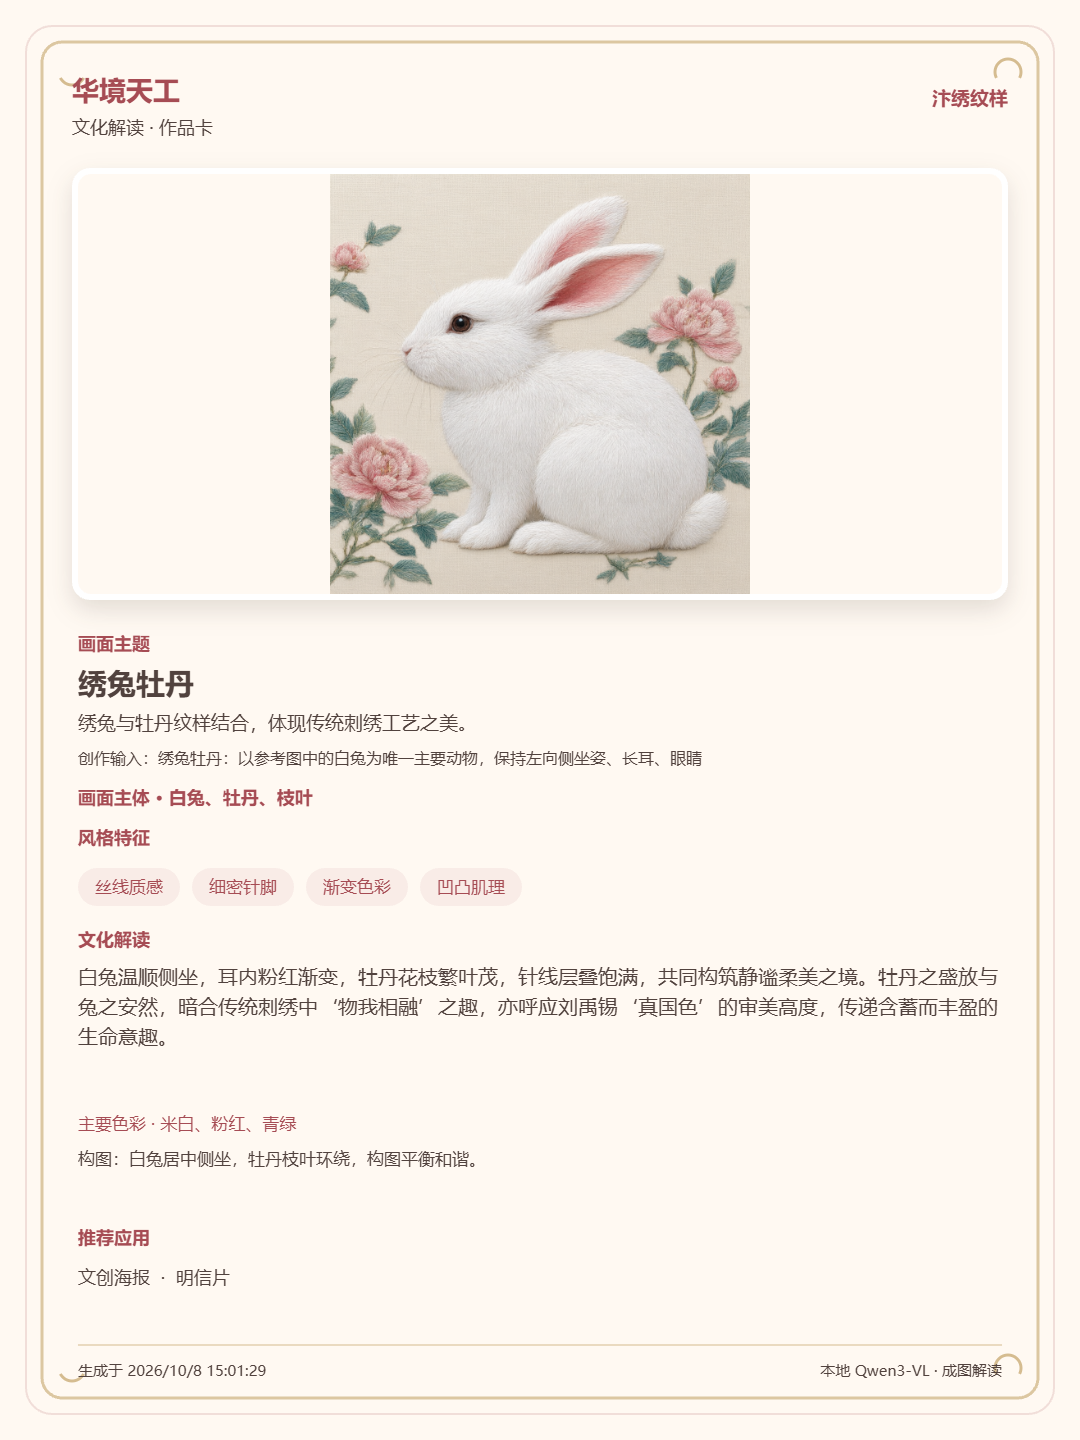 华境天工
汴绣纹样
文化解读 · 作品卡
画面主题
绣兔牡丹
绣兔与牡丹纹样结合，体现传统刺绣工艺之美。
创作输入：绣兔牡丹：以参考图中的白兔为唯一主要动物，保持左向侧坐姿、长耳、眼睛
画面主体 · 白兔、牡丹、枝叶
风格特征
丝线质感 细密针脚 渐变色彩 凹凸肌理
文化解读
白兔温顺侧坐，耳内粉红渐变，牡丹花枝繁叶茂，针线层叠饱满，共同构筑静谧柔美之境。牡丹之盛放与
兔之安然，暗合传统刺绣中‘物我相融’之趣，亦呼应刘禹锡‘真国色’的审美高度，传递含蓄而丰盈的
生命意趣。
主要色彩 · 米白、粉红、青绿
构图：白兔居中侧坐，牡丹枝叶环绕，构图平衡和谐。
推荐应用
文创海报 · 明信片
生成于 2026/10/8 15:01:29
本地 Qwen3-VL · 成图解读